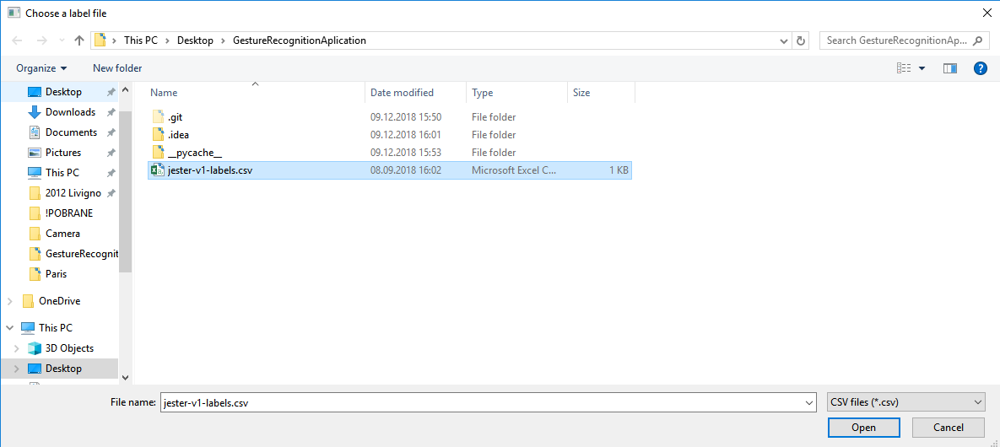 Choose a label file
This PC > Desktop > GestureRecognitionAplication
Search GestureRecognitionAp...
Organize
New folder
Desktop
Downloads
Documents
Pictures
This PC
2012 Livigno
!POBRANE
Camera
GestureRecognit
Paris
OneDrive
This PC
3D Objects
Desktop
Name Date modified Type Size
.git 09.12.2018 15:50 File folder
.idea 09.12.2018 16:01 File folder
__pycache__ 09.12.2018 15:53 File folder
jester-v1-labels.csv 08.09.2018 16:02 Microsoft Excel C... 1 KB
File name: jester-v1-labels.csv CSV files (*.csv)
Open Cancel